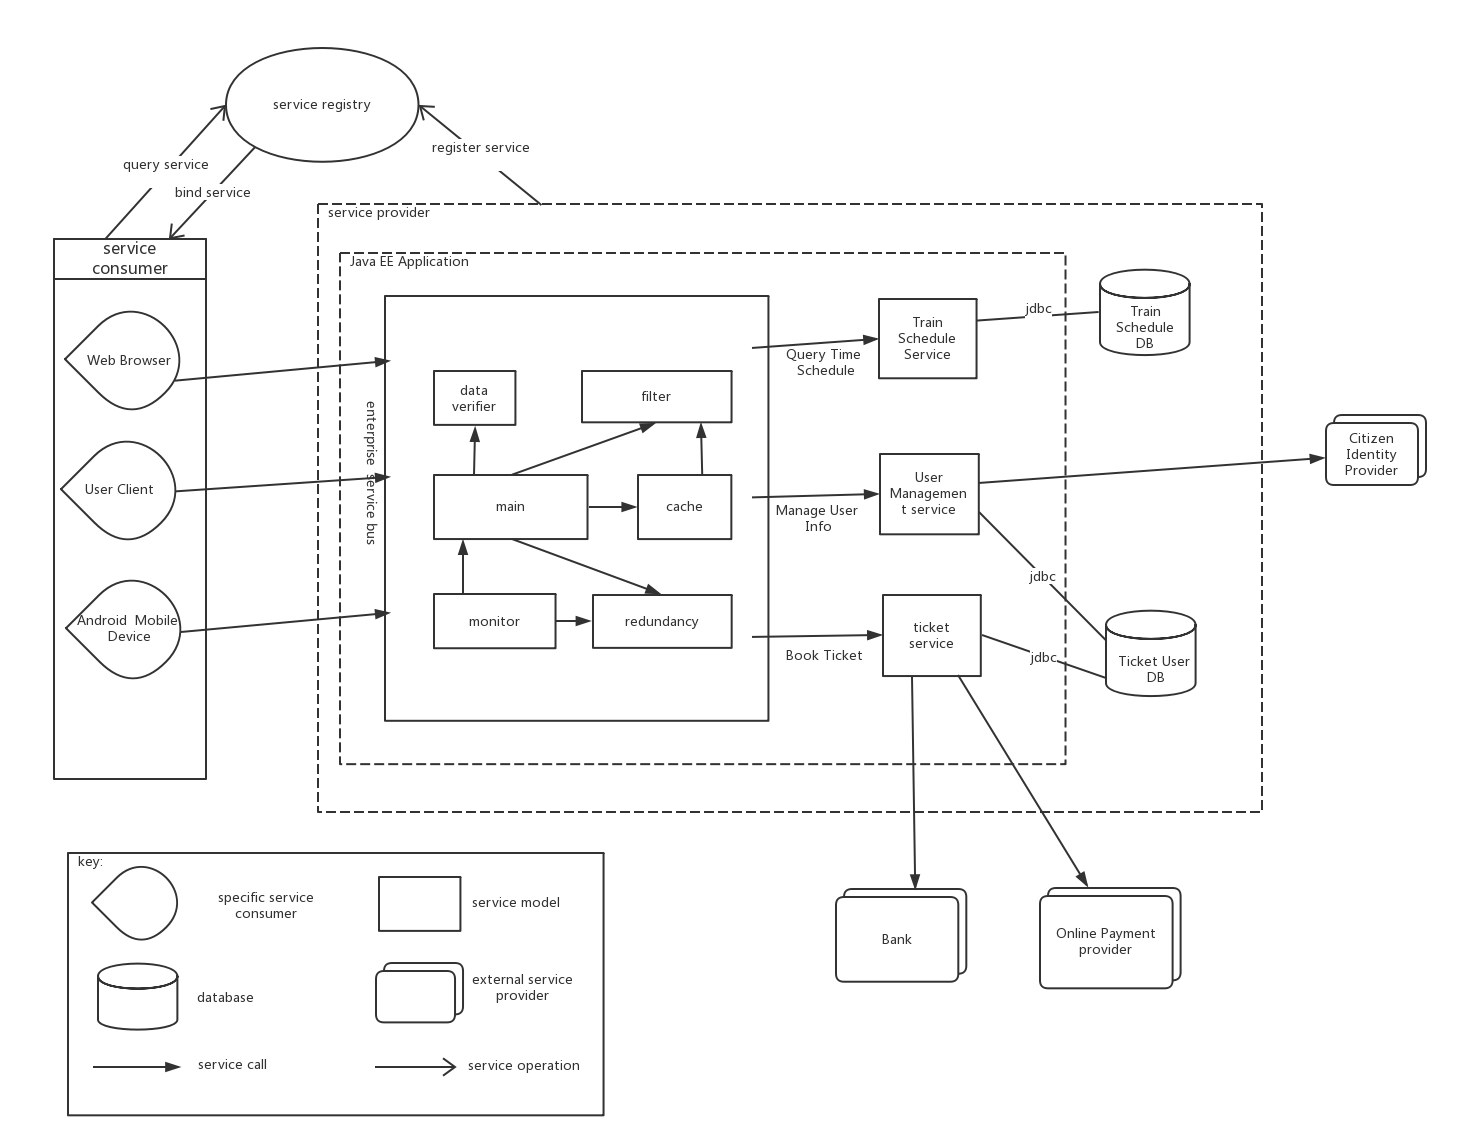 service registry
query service
bind service
register service
service
consumer
Web Browser
User Client
Android  Mobile
Device
service provider
Java EE Application
enterprise service bus
data
verifier
filter
main
cache
monitor
redundancy
Query Time
Schedule
Manage User
Info
Book Ticket
Train
Schedule
Service
User
Managemen
t service
ticket
service
jdbc
jdbc
jdbc
Train
Schedule
DB
Ticket User
DB
Citizen
Identity
Provider
Bank
Online Payment
provider
key:
specific service
consumer
service model
database
external service
provider
service call
service operation